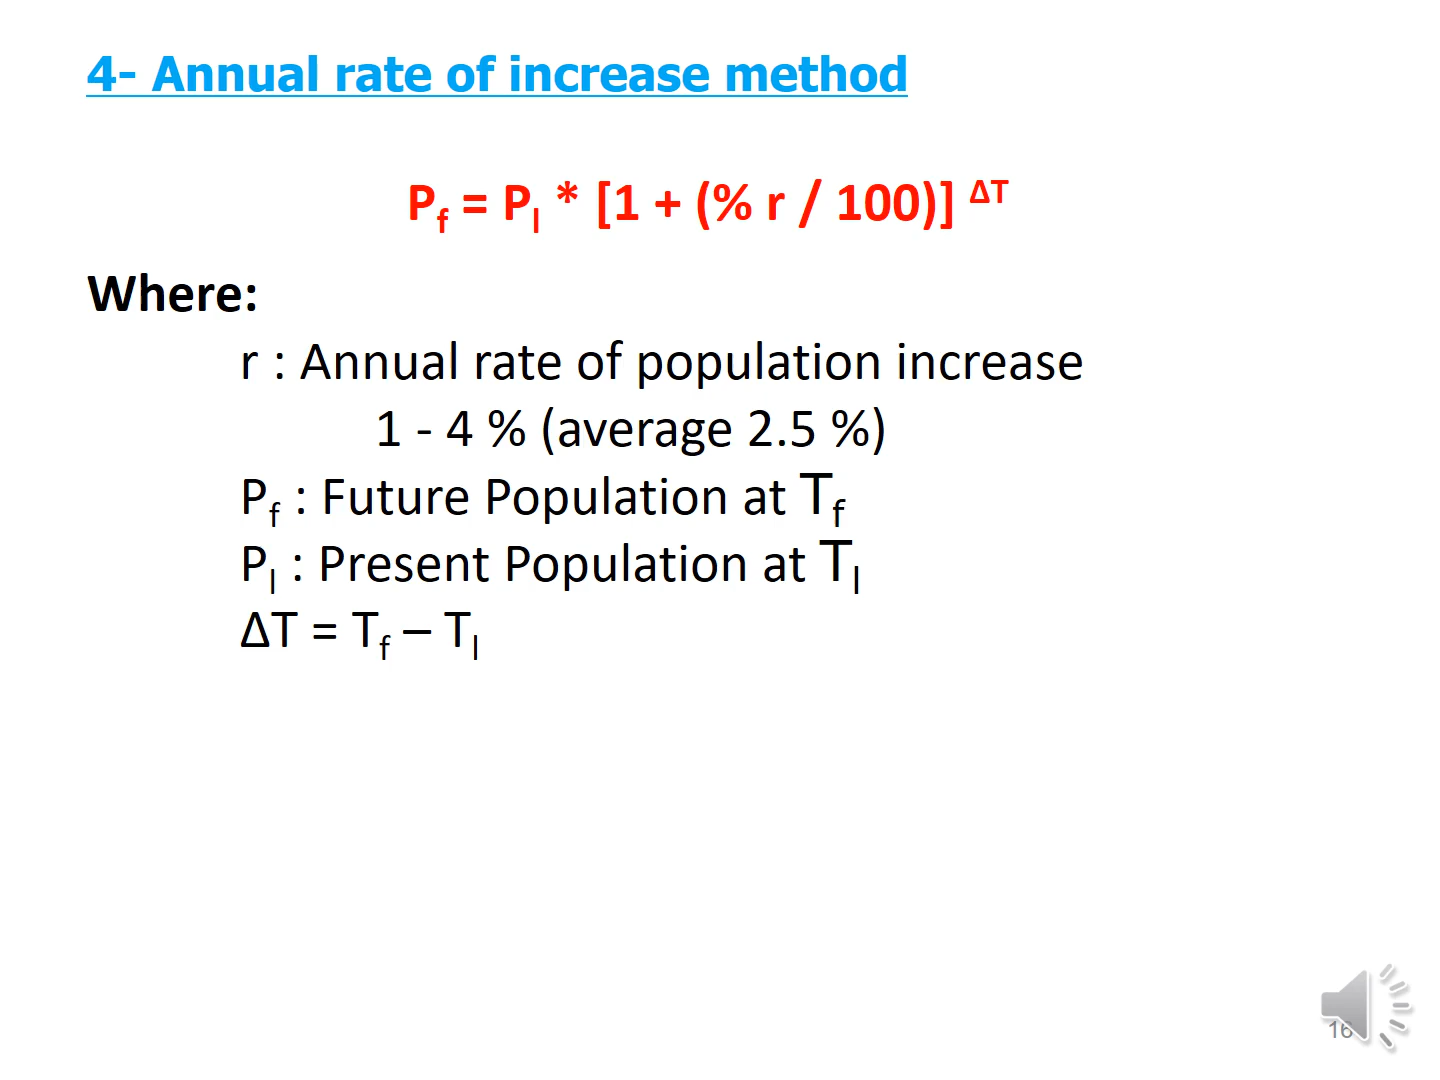 4- Annual rate of increase method
Pf = Pl * [1 + (% r / 100)] ΔT
Where:
r : Annual rate of population increase
1 - 4 % (average 2.5 %)
Pf : Future Population at Tf
Pl : Present Population at Tl
ΔT = Tf – Tl
16